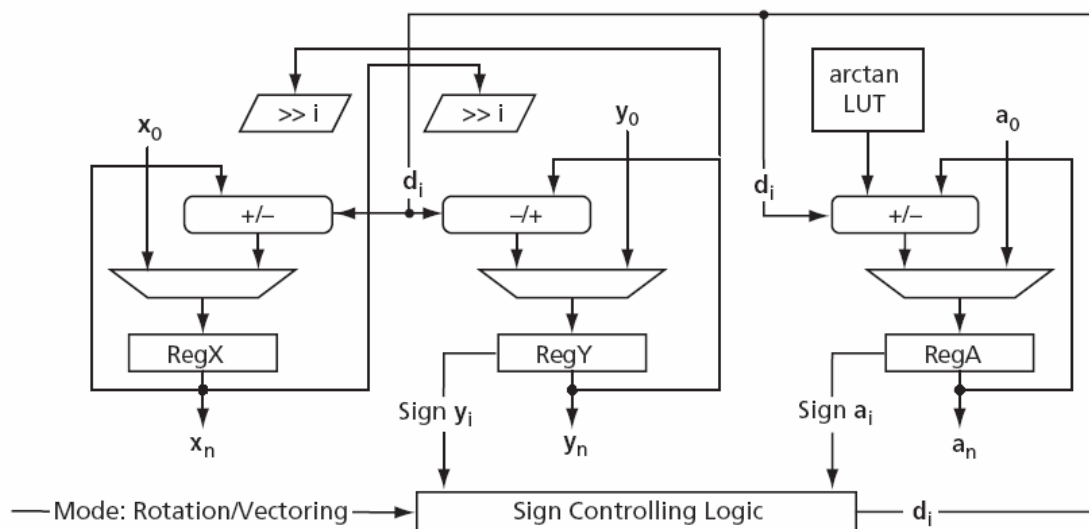 arctan
LUT
>> i
>> i
x0
y0
a0
di
di
+/–
–/+
+/–
RegX
RegY
RegA
Sign yi
Sign ai
xn
yn
an
Mode: Rotation/Vectoring
Sign Controlling Logic
di